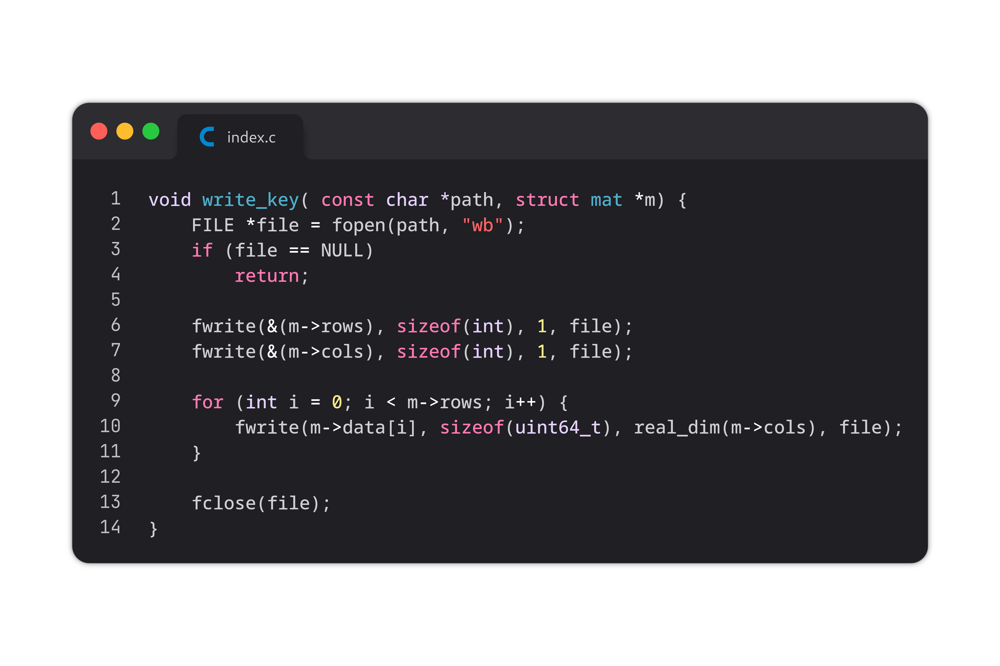 index.c
1 void write_key( const char *path, struct mat *m) {
2     FILE *file = fopen(path, "wb");
3     if (file == NULL)
4         return;
5
6     fwrite(&(m->rows), sizeof(int), 1, file);
7     fwrite(&(m->cols), sizeof(int), 1, file);
8
9     for (int i = 0; i < m->rows; i++) {
10         fwrite(m->data[i], sizeof(uint64_t), real_dim(m->cols), file);
11     }
12
13     fclose(file);
14 }